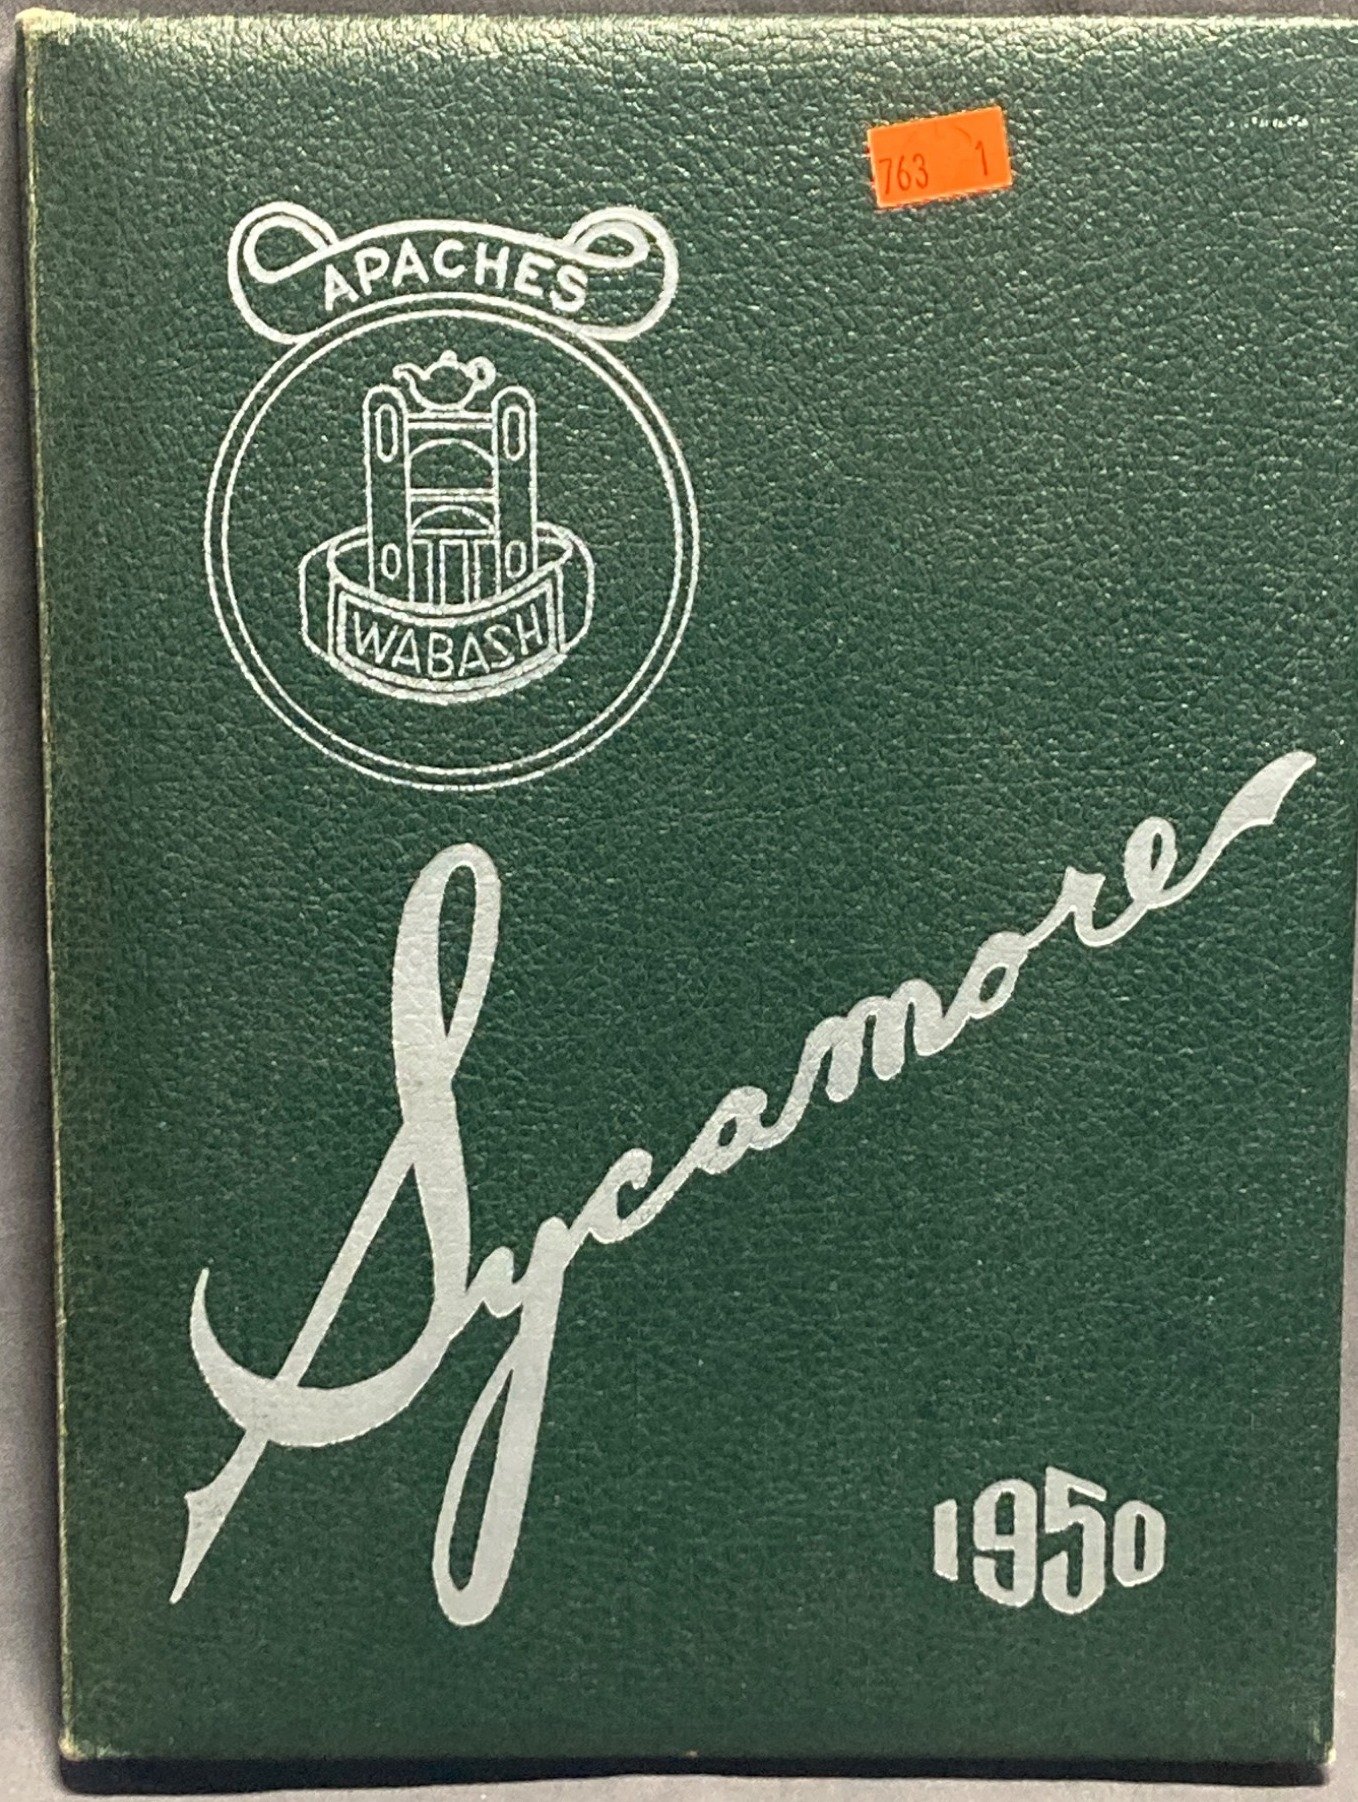 763 1
APACHES
WABASH
Sycamore
1950